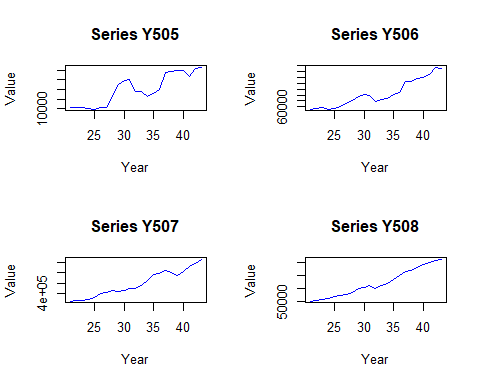 Series Y505
Value
10000
25 30 35 40
Year
Series Y506
Value
60000
25 30 35 40
Year
Series Y507
Value
4e+05
25 30 35 40
Year
Series Y508
Value
50000
25 30 35 40
Year